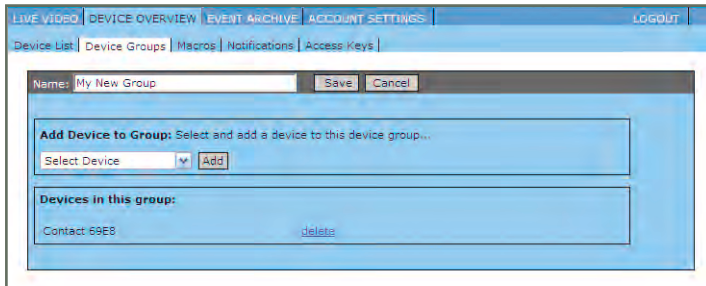 LIVE VIDEO | DEVICE OVERVIEW | EVENT ARCHIVE | ACCOUNT SETTINGS | LOGOUT |
Device List | Device Groups | Macros | Notifications | Access Keys |
Name: My New Group Save Cancel
Add Device to Group: Select and add a device to this device group...
Select Device Add
Devices in this group:
Contact 69E8 delete